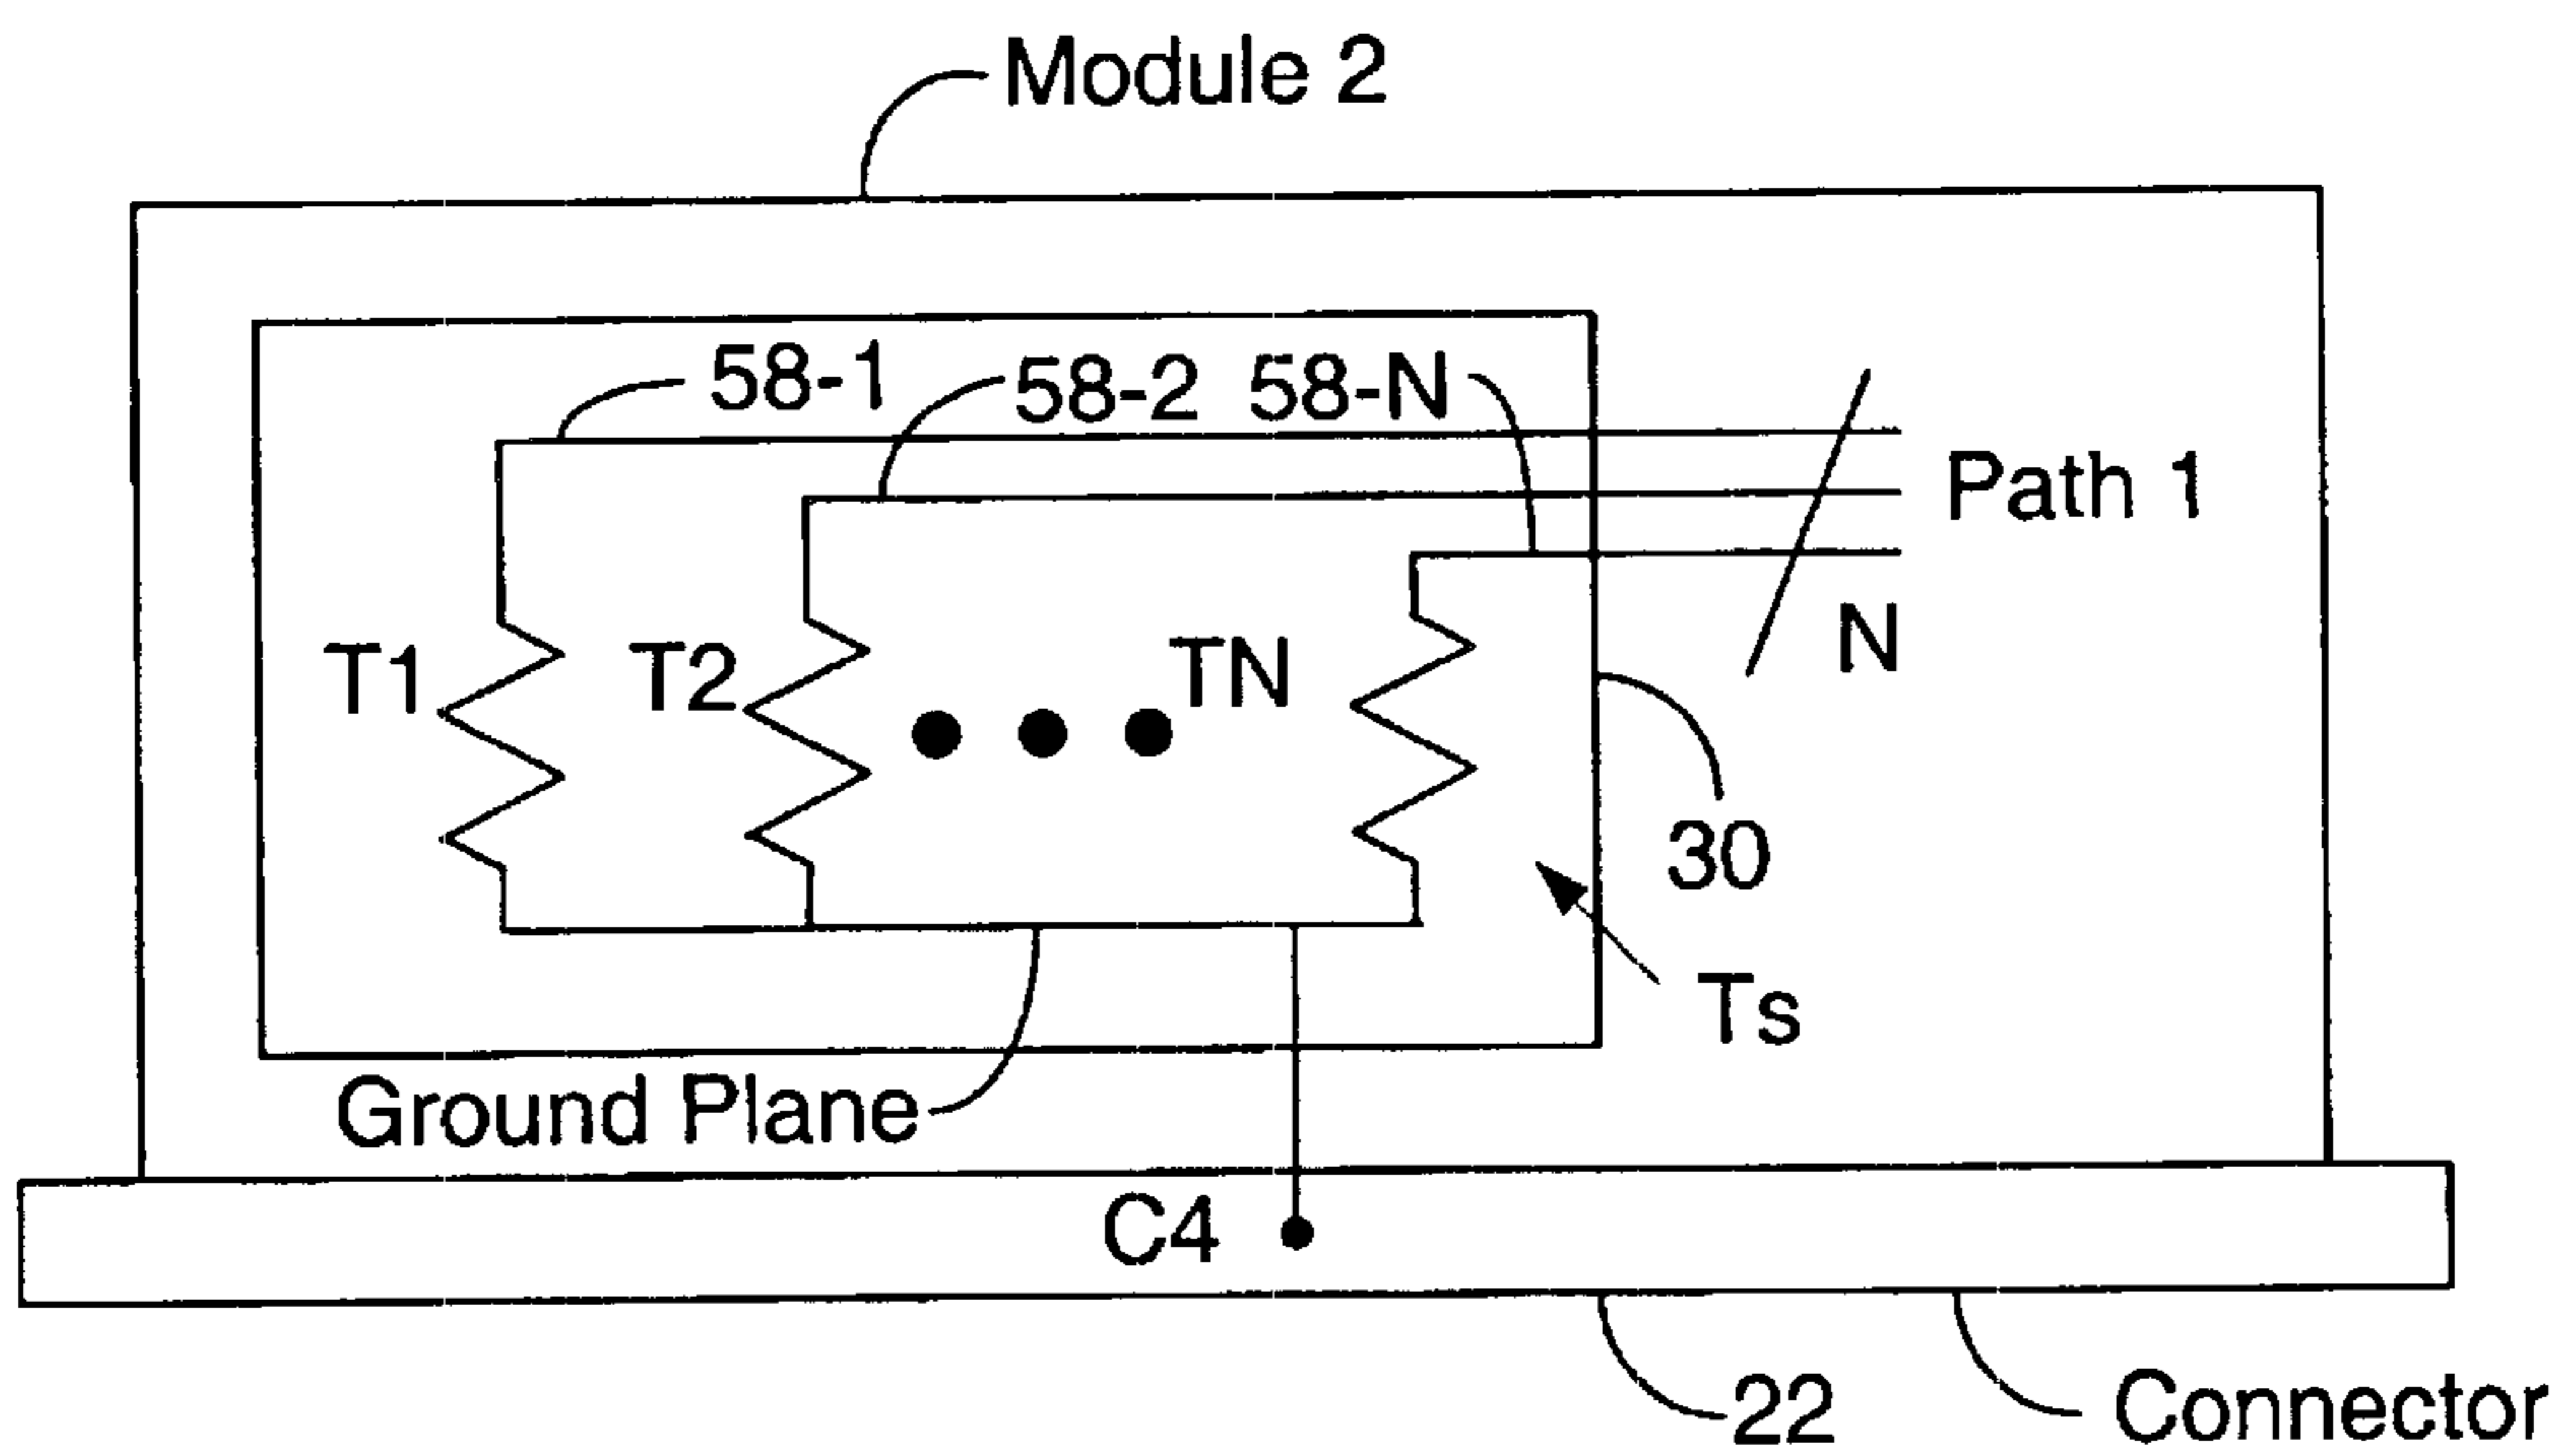 Module 2
58-1
58-2
58-N
Path 1
N
T1
T2
TN
30
Ts
Ground Plane
C4
22
Connector